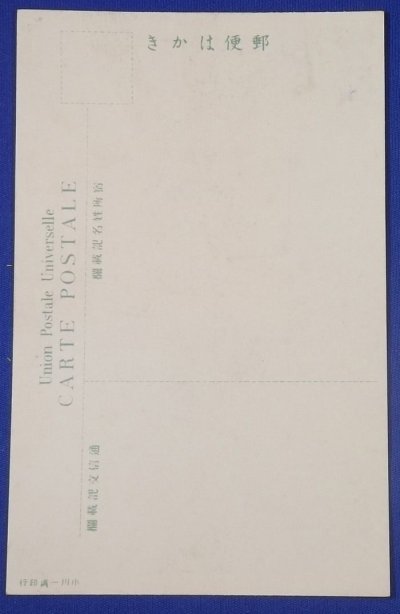 郵便はかき
Union Postale Universelle
CARTE POSTALE
宿所姓名記載欄
通信文記載欄
小川一眞印行